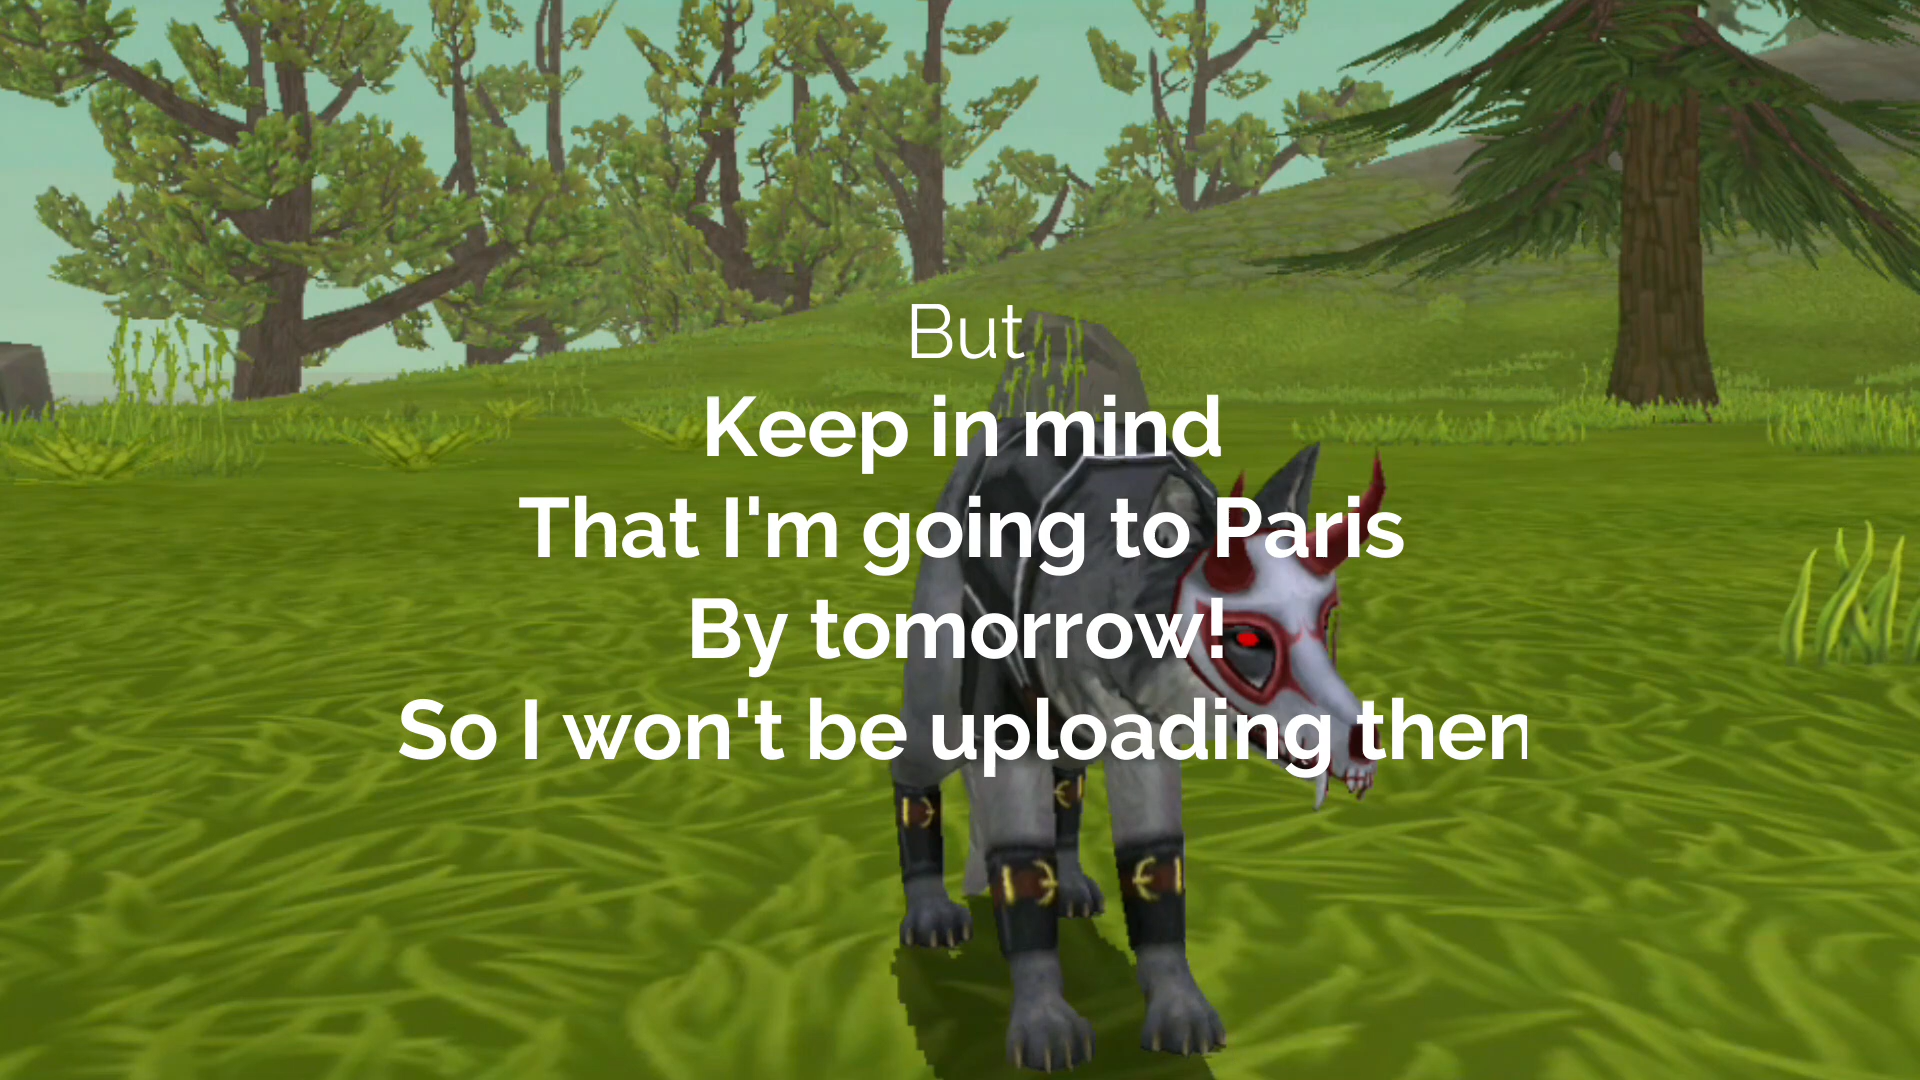 But
Keep in mind
That I'm going to Paris
By tomorrow!
So I won't be uploading then